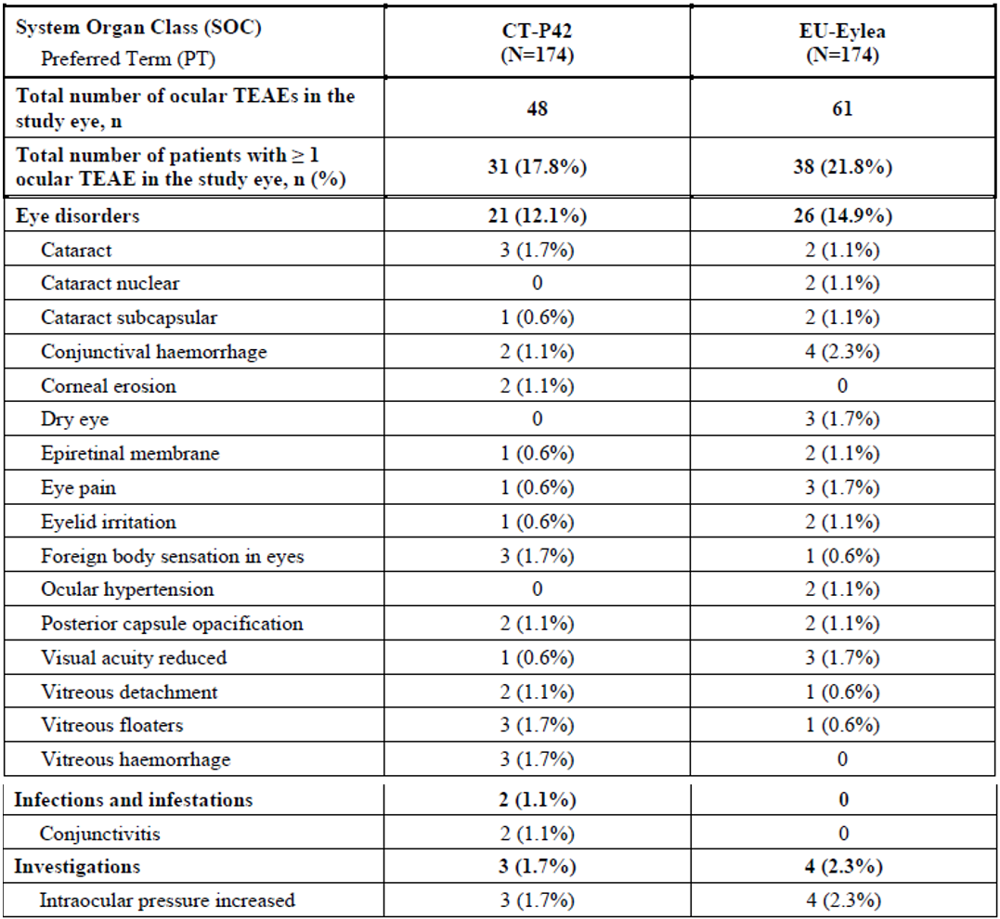 System Organ Class (SOC)
Preferred Term (PT)
CT-P42
(N=174)
EU-Eylea
(N=174)
Total number of ocular TEAEs in the
study eye, n
48
61
Total number of patients with ≥ 1
ocular TEAE in the study eye, n (%)
31 (17.8%)
38 (21.8%)
Eye disorders
21 (12.1%)
26 (14.9%)
Cataract
3 (1.7%)
2 (1.1%)
Cataract nuclear
0
2 (1.1%)
Cataract subcapsular
1 (0.6%)
2 (1.1%)
Conjunctival haemorrhage
2 (1.1%)
4 (2.3%)
Corneal erosion
2 (1.1%)
0
Dry eye
0
3 (1.7%)
Epiretinal membrane
1 (0.6%)
2 (1.1%)
Eye pain
1 (0.6%)
3 (1.7%)
Eyelid irritation
1 (0.6%)
2 (1.1%)
Foreign body sensation in eyes
3 (1.7%)
1 (0.6%)
Ocular hypertension
0
2 (1.1%)
Posterior capsule opacification
2 (1.1%)
2 (1.1%)
Visual acuity reduced
1 (0.6%)
3 (1.7%)
Vitreous detachment
2 (1.1%)
1 (0.6%)
Vitreous floaters
3 (1.7%)
1 (0.6%)
Vitreous haemorrhage
3 (1.7%)
0
Infections and infestations
2 (1.1%)
0
Conjunctivitis
2 (1.1%)
0
Investigations
3 (1.7%)
4 (2.3%)
Intraocular pressure increased
3 (1.7%)
4 (2.3%)